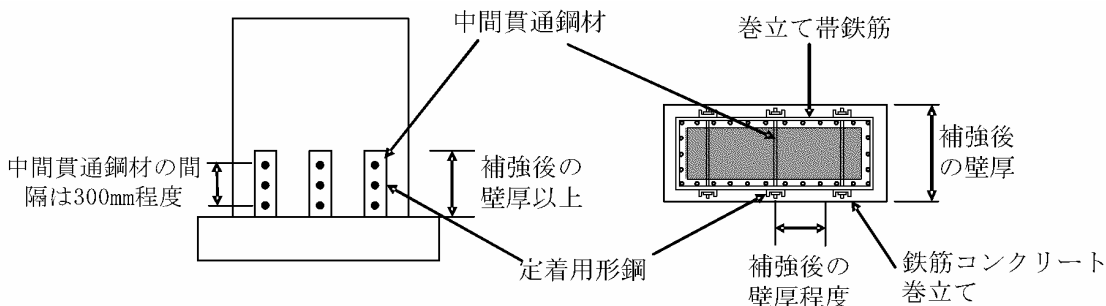 中間貫通鋼材
中間貫通鋼材の間
隔は300mm程度
補強後の
壁厚以上
定着用形鋼
巻立て帯鉄筋
補強後
の壁厚
補強後の
壁厚程度
鉄筋コンクリート
巻立て